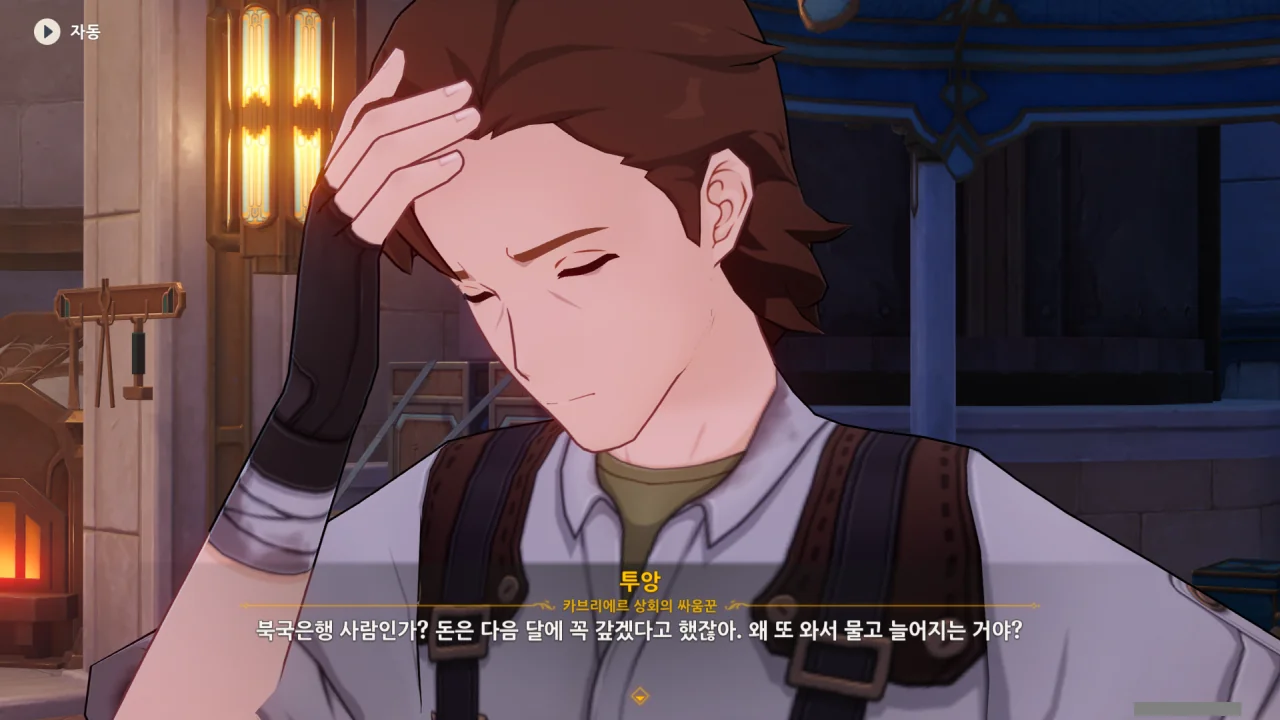 자동
투앙
카브리에르 상회의 싸움꾼
북국은행 사람인가? 돈은 다음 달에 꼭 갚겠다고 했잖아. 왜 또 와서 물고 늘어지는 거야?